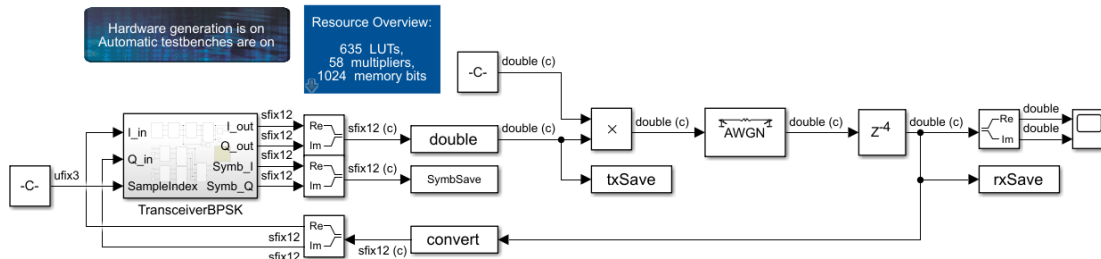 Hardware generation is on
Automatic testbenches are on
Resource Overview:
635 LUTs,
58 multipliers,
1024 memory bits
-C-
double (c)
I_in
Q_in
SampleIndex
I_out
Q_out
Symb_I
Symb_Q
TransceiverBPSK
-C-
ufix3
sfix12
sfix12
sfix12
sfix12
Re
Im
Re
Im
sfix12 (c)
sfix12 (c)
double
SymbSave
double (c)
×
txSave
double (c)
AWGN
double (c)
Z-4
double (c)
Re
Im
double
double
rxSave
convert
sfix12 (c)
Re
Im
sfix12
sfix12